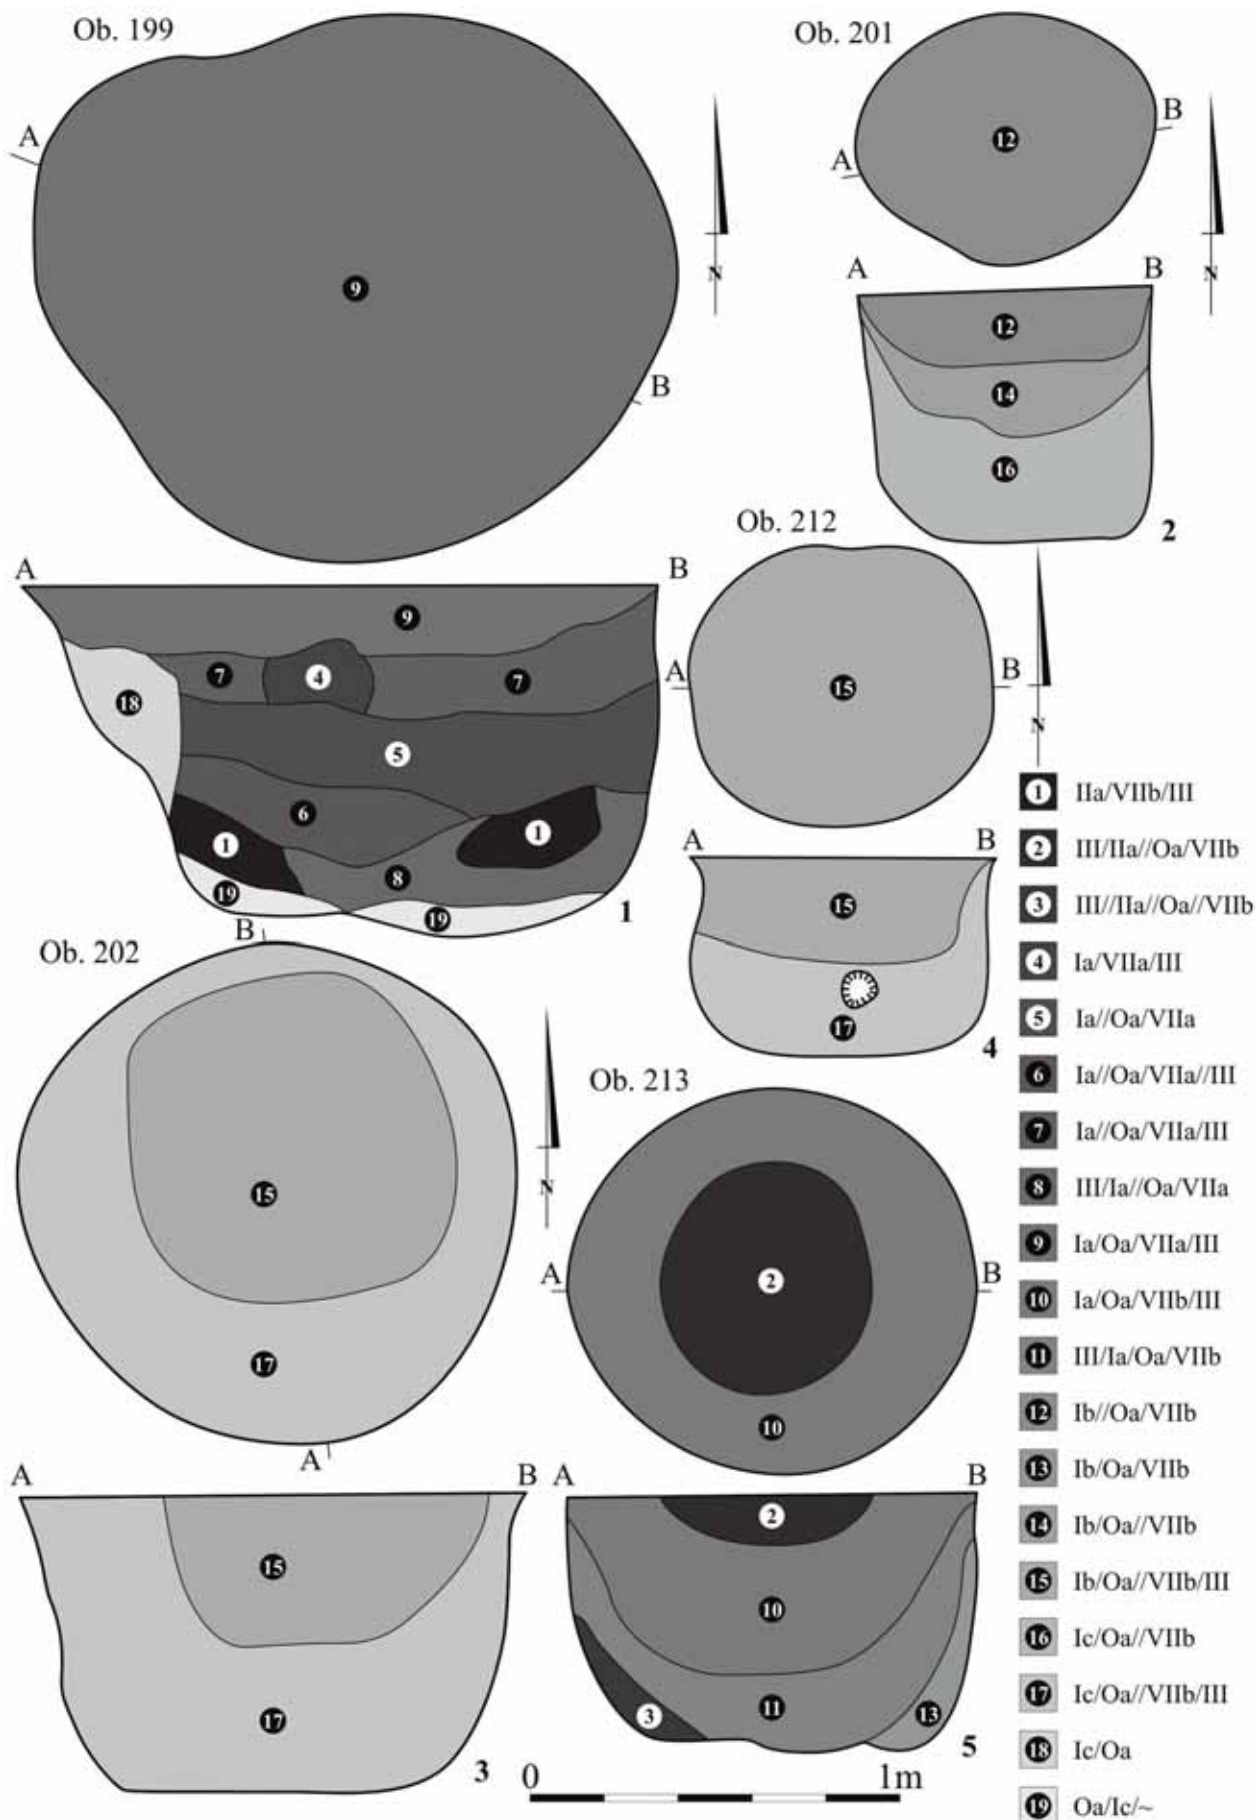 Ob. 199
A
9
B
N
A
B
9
7
4
7
18
5
6
1
1
8
19
19
1
Ob. 201
A
12
B
N
A
B
12
14
16
2
Ob. 212
A
15
B
N
A
B
15
17
4
Ob. 202
B
15
17
A
N
A
B
15
17
3
Ob. 213
A
2
B
10
A
B
2
10
11
3
13
5
0 1m
1 IIa/VIIb/III
2 III/IIa//Oa/VIIb
3 III//IIa//Oa//VIIb
4 Ia/VIIa/III
5 Ia//Oa/VIIa
6 Ia//Oa/VIIa//III
7 Ia//Oa/VIIa/III
8 III/Ia//Oa/VIIa
9 Ia/Oa/VIIa/III
10 Ia/Oa/VIIb/III
11 III/Ia/Oa/VIIb
12 Ib//Oa/VIIb
13 Ib/Oa/VIIb
14 Ib/Oa//VIIb
15 Ib/Oa//VIIb/III
16 Ic/Oa//VIIb
17 Ic/Oa//VIIb/III
18 Ic/Oa
19 Oa/Ic/~